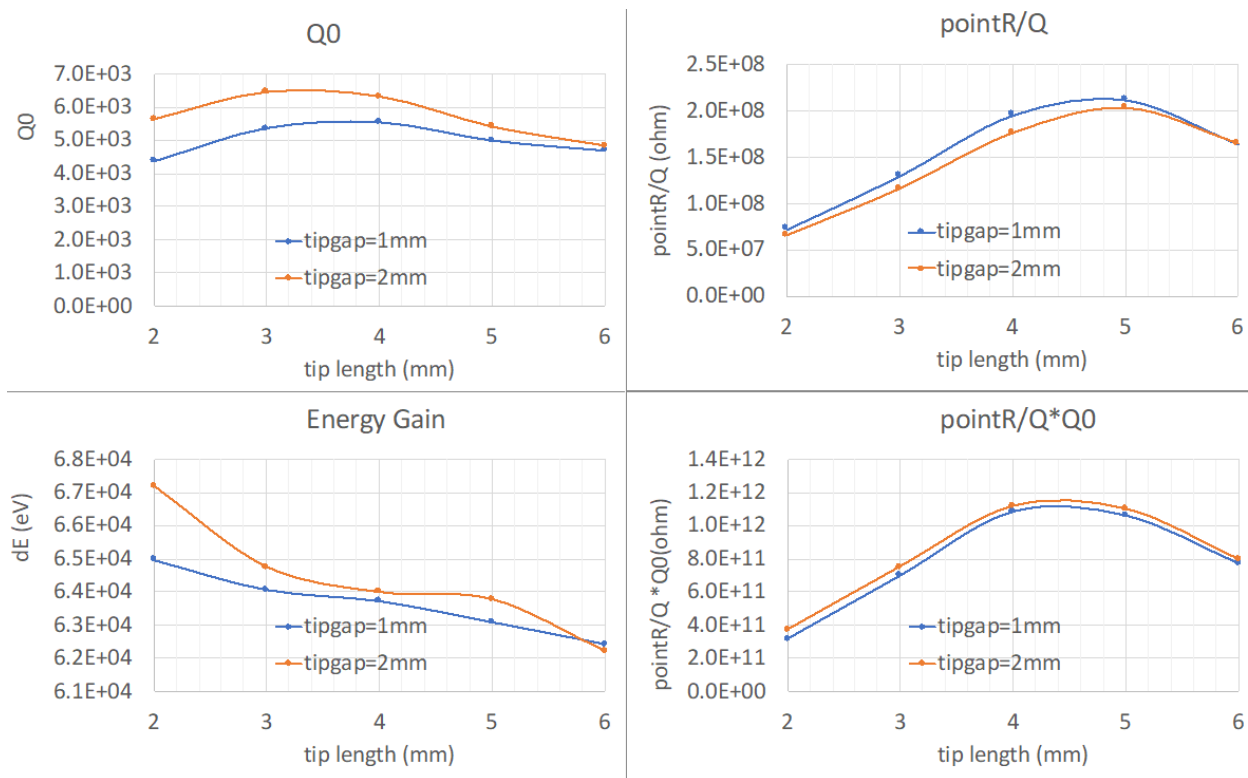 Q0
7.0E+03
6.0E+03
5.0E+03
4.0E+03
3.0E+03
2.0E+03
1.0E+03
0.0E+00
Q0
tipgap=1mm
tipgap=2mm
2 3 4 5 6
tip length (mm)
pointR/Q
2.5E+08
2.0E+08
1.5E+08
1.0E+08
5.0E+07
0.0E+00
pointR/Q (ohm)
tipgap=1mm
tipgap=2mm
2 3 4 5 6
tip length (mm)
Energy Gain
6.8E+04
6.7E+04
6.6E+04
6.5E+04
6.4E+04
6.3E+04
6.2E+04
6.1E+04
dE (eV)
tipgap=1mm
tipgap=2mm
2 3 4 5 6
tip length (mm)
pointR/Q*Q0
1.4E+12
1.2E+12
1.0E+12
8.0E+11
6.0E+11
4.0E+11
2.0E+11
0.0E+00
pointR/Q *Q0(ohm)
tipgap=1mm
tipgap=2mm
2 3 4 5 6
tip length (mm)